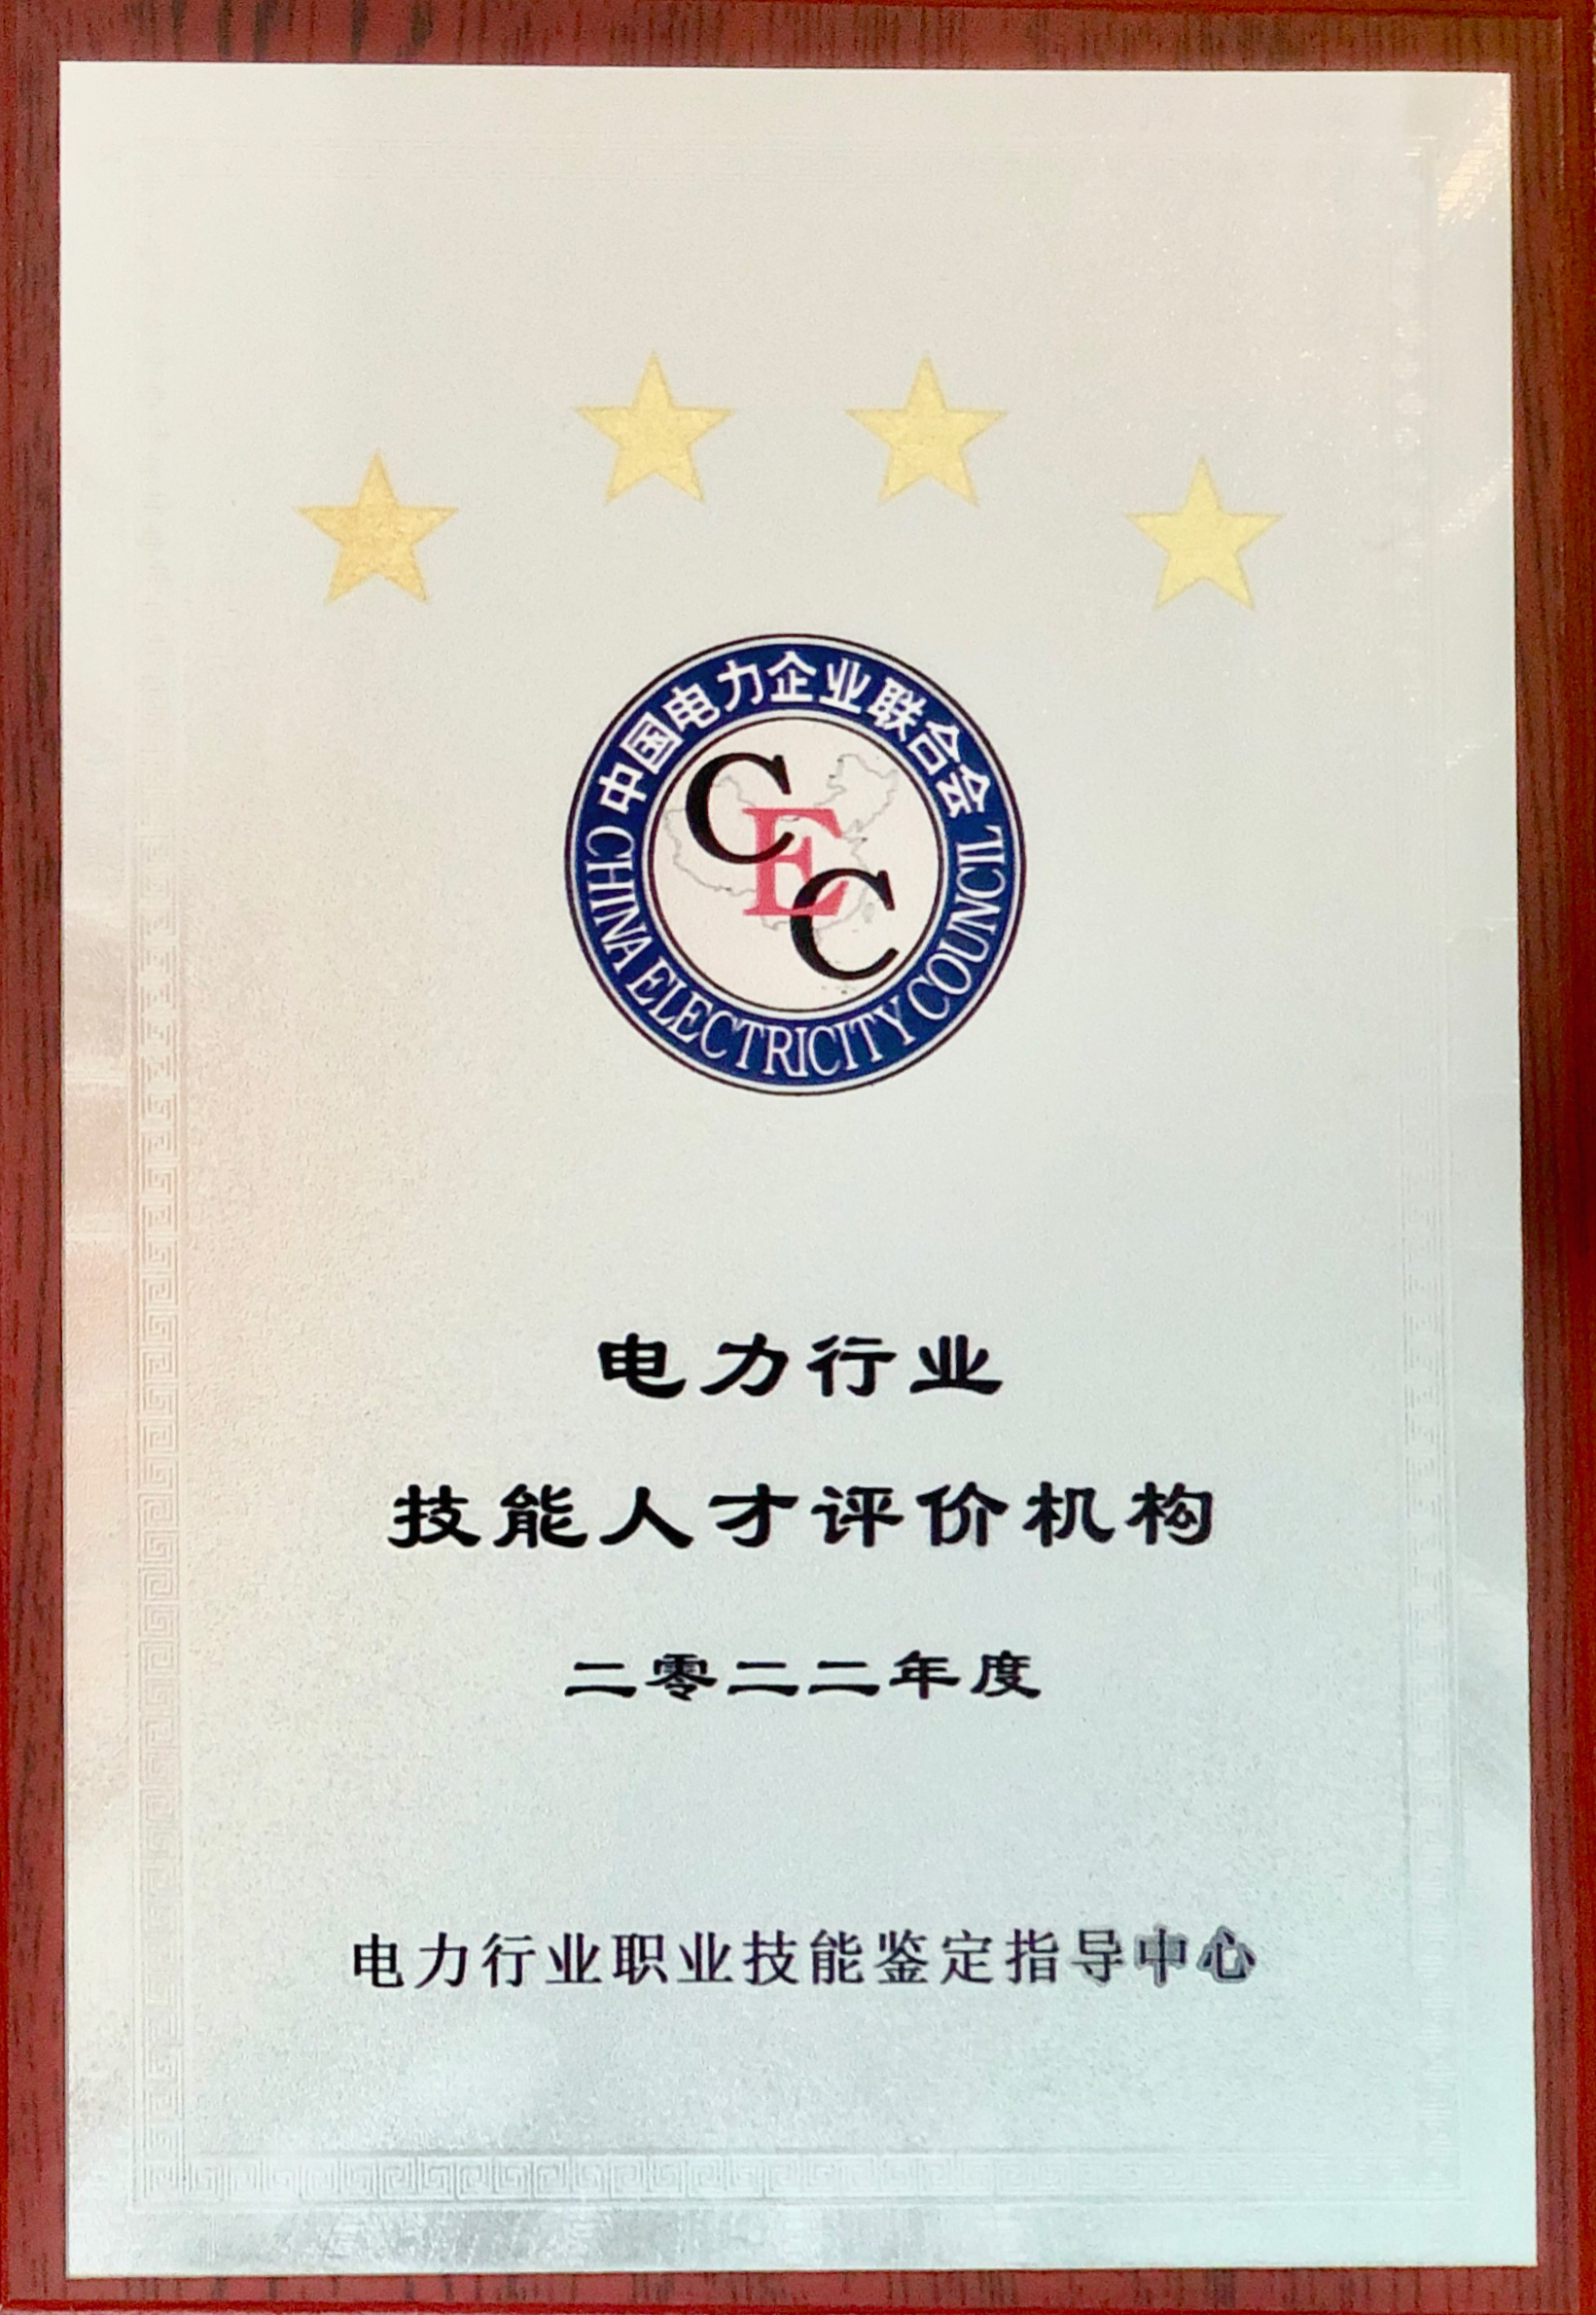 中国电力企业联合会
CEC
CHINA ELECTRICITY COUNCIL
电力行业
技能人才评价机构
二零二二年度
电力行业职业技能鉴定指导中心